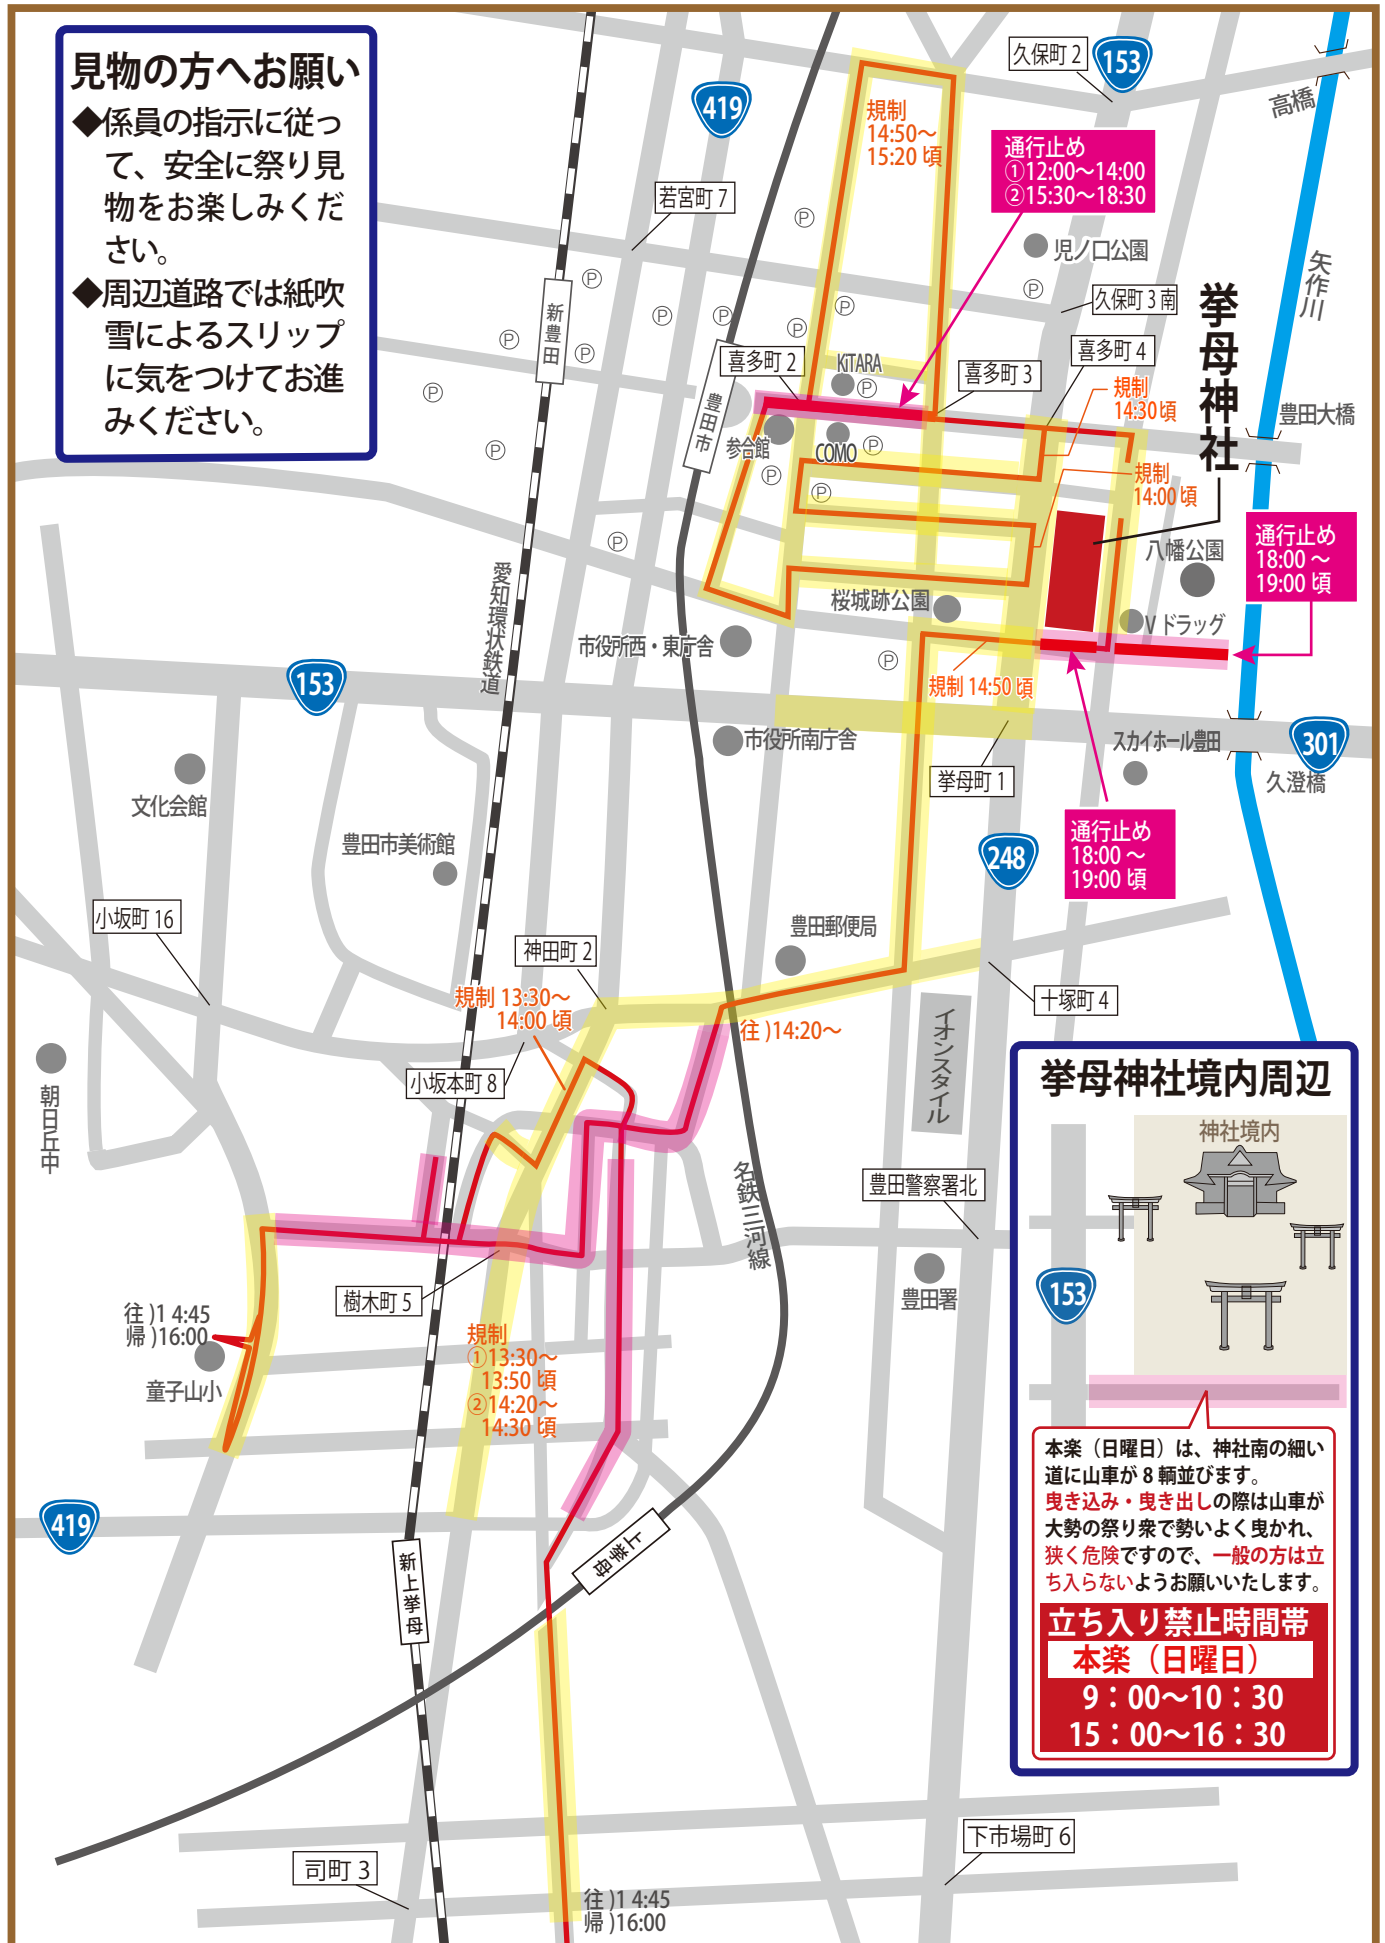 見物の方へお願い
◆係員の指示に従っ
て、安全に祭り見
物をお楽しみくだ
さい。
◆周辺道路では紙吹
雪によるスリップ
に気をつけてお進
みください。
419
久保町 2
153
高橋
規制
14:50～
15:20 頃
通行止め
①12:00～14:00
②15:30～18:30
若宮町 7
Ⓟ
児ノ口公園
矢作川
Ⓟ
Ⓟ
久保町 3 南
挙母神社
新豊田
Ⓟ
Ⓟ
Ⓟ
Ⓟ
Ⓟ
Ⓟ
喜多町 2
KiTARA
Ⓟ
喜多町 3
喜多町 4
規制
14:30 頃
Ⓟ
豊田市
豊田大橋
参合館
COMO
Ⓟ
Ⓟ
Ⓟ
Ⓟ
規制
14:00 頃
Ⓟ
通行止め
18:00 ～
19:00 頃
八幡公園
愛知環状鉄道
桜城跡公園
V ドラッグ
市役所西・東庁舎
Ⓟ
規制 14:50 頃
153
市役所南庁舎
スカイホール豊田
301
久澄橋
挙母町 1
文化会館
豊田市美術館
248
通行止め
18:00 ～
19:00 頃
小坂町 16
神田町 2
豊田郵便局
規制 13:30～
14:00 頃
往 )14:20～
十塚町 4
イオンスタイル
小坂本町 8
朝日丘中
名鉄三河線
豊田警察署北
豊田署
樹木町 5
往 )1 4:45
帰 )16:00
童子山小
規制
①13:30～
13:50 頃
②14:20～
14:30 頃
419
新上挙母
上挙母
挙母神社境内周辺
神社境内
153
本楽（日曜日）は、神社南の細い
道に山車が 8 輌並びます。
曳き込み・曳き出しの際は山車が
大勢の祭り衆で勢いよく曳かれ、
狭く危険ですので、一般の方は立
ち入らないようお願いいたします。
立ち入り禁止時間帯
本楽（日曜日）
9：00～10：30
15：00～16：30
下市場町 6
司町 3
往 )1 4:45
帰 )16:00